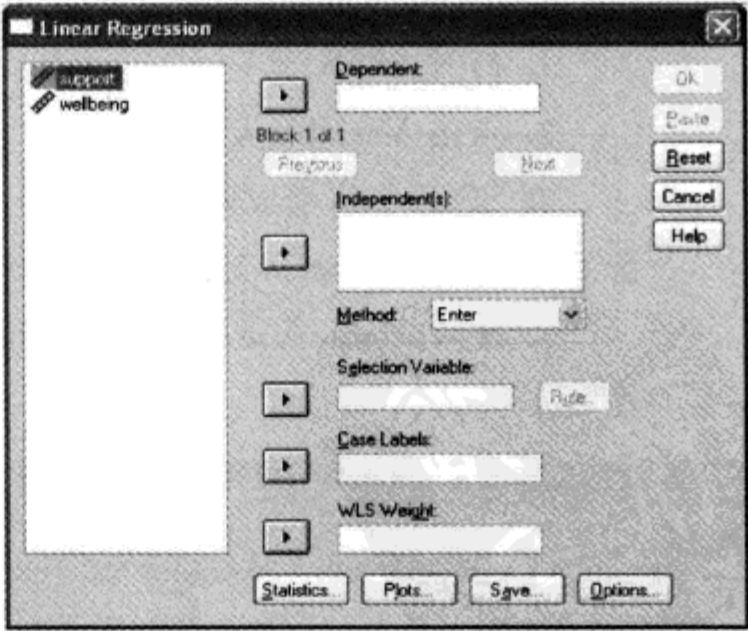 Linear Regression
support
wellbeing
Dependent:
Block 1 of 1
Previous
Next
Independent(s):
Method:
Enter
Selection Variable:
Rule...
Case Labels:
WLS Weight:
Statistics...
Plots...
Save...
Options...
OK
Paste
Reset
Cancel
Help